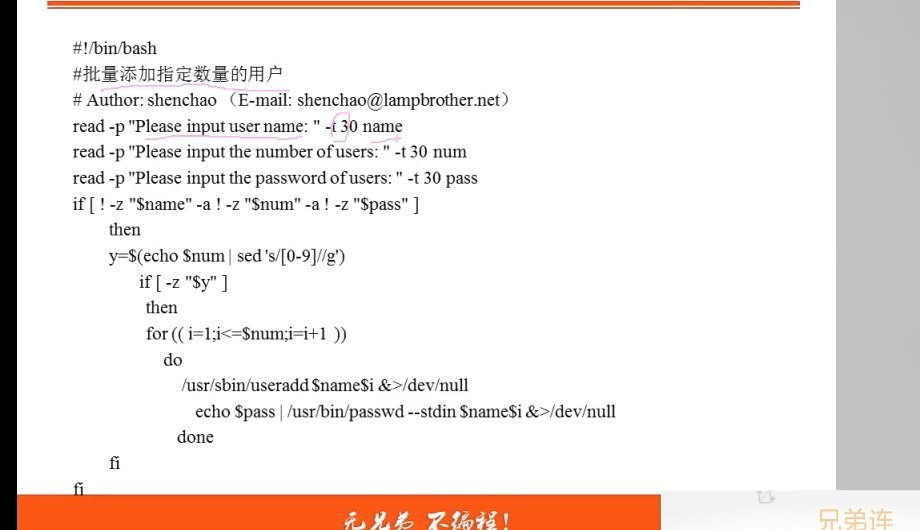 #!/bin/bash
#批量添加指定数量的用户
# Author: shenchao （E-mail: shenchao@lampbrother.net）
read -p "Please input user name: " -t 30 name
read -p "Please input the number of users: " -t 30 num
read -p "Please input the password of users: " -t 30 pass
if [ ! -z "$name" -a ! -z "$num" -a ! -z "$pass" ]
then
y=$(echo $num | sed 's/[0-9]//g')
if [ -z "$y" ]
then
for (( i=1;i<=$num;i=i+1 ))
do
/usr/sbin/useradd $name$i &>/dev/null
echo $pass | /usr/bin/passwd --stdin $name$i &>/dev/null
done
fi
fi
无兄弟 不编程!
兄弟连